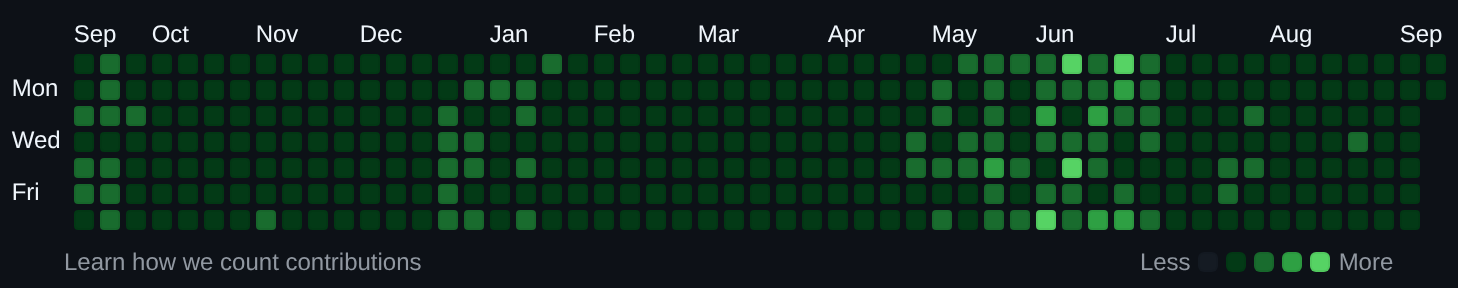 Sep Oct Nov Dec Jan Feb Mar Apr May Jun Jul Aug Sep
Mon
Wed
Fri
Learn how we count contributions Less More